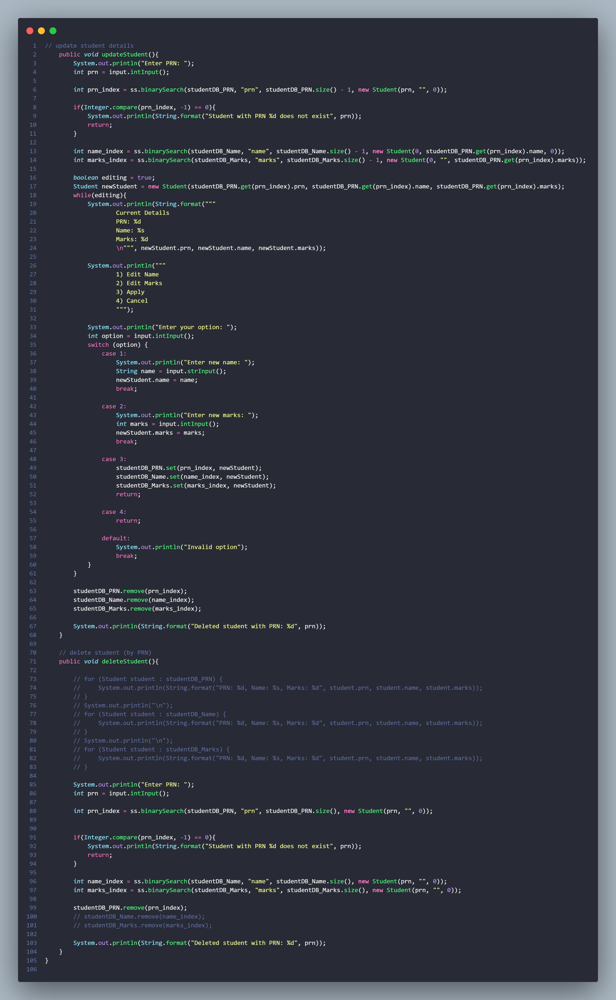 1 // update student details
2     public void updateStudent(){
3         System.out.println("Enter PRN: ");
4         int prn = input.intInput();
5
6         int prn_index = ss.binarySearch(studentDB_PRN, "prn", studentDB_PRN.size() - 1, new Student(prn, "", 0));
7
8         if(Integer.compare(prn_index, -1) == 0){
9             System.out.println(String.format("Student with PRN %d does not exist", prn));
10             return;
11         }
12
13         int name_index = ss.binarySearch(studentDB_Name, "name", studentDB_Name.size() - 1, new Student(0, studentDB_PRN.get(prn_index).name, 0));
14         int marks_index = ss.binarySearch(studentDB_Marks, "marks", studentDB_Marks.size() - 1, new Student(0, "", studentDB_PRN.get(prn_index).marks));
15
16         boolean editing = true;
17         Student newStudent = new Student(studentDB_PRN.get(prn_index).prn, studentDB_PRN.get(prn_index).name, studentDB_PRN.get(prn_index).marks);
18         while(editing){
19             System.out.println(String.format("""
20                     Current Details
21                     PRN: %d
22                     Name: %s
23                     Marks: %d
24                     \n""", newStudent.prn, newStudent.name, newStudent.marks));
25
26             System.out.println("""
27                     1) Edit Name
28                     2) Edit Marks
29                     3) Apply
30                     4) Cancel
31                     """);
32
33             System.out.println("Enter your option: ");
34             int option = input.intInput();
35             switch (option) {
36                 case 1:
37                     System.out.println("Enter new name: ");
38                     String name = input.strInput();
39                     newStudent.name = name;
40                     break;
41
42                 case 2:
43                     System.out.println("Enter new marks: ");
44                     int marks = input.intInput();
45                     newStudent.marks = marks;
46                     break;
47
48                 case 3:
49                     studentDB_PRN.set(prn_index, newStudent);
50                     studentDB_Name.set(name_index, newStudent);
51                     studentDB_Marks.set(marks_index, newStudent);
52                     return;
53
54                 case 4:
55                     return;
56
57                 default:
58                     System.out.println("Invalid option");
59                     break;
60             }
61         }
62
63         studentDB_PRN.remove(prn_index);
64         studentDB_Name.remove(name_index);
65         studentDB_Marks.remove(marks_index);
66
67         System.out.println(String.format("Deleted student with PRN: %d", prn));
68     }
69
70     // delete student (by PRN)
71     public void deleteStudent(){
72
73         // for (Student student : studentDB_PRN) {
74         //     System.out.println(String.format("PRN: %d, Name: %s, Marks: %d", student.prn, student.name, student.marks));
75         // }
76         // System.out.println("\n");
77         // for (Student student : studentDB_Name) {
78         //     System.out.println(String.format("PRN: %d, Name: %s, Marks: %d", student.prn, student.name, student.marks));
79         // }
80         // System.out.println("\n");
81         // for (Student student : studentDB_Marks) {
82         //     System.out.println(String.format("PRN: %d, Name: %s, Marks: %d", student.prn, student.name, student.marks));
83         // }
84
85         System.out.println("Enter PRN: ");
86         int prn = input.intInput();
87
88         int prn_index = ss.binarySearch(studentDB_PRN, "prn", studentDB_PRN.size(), new Student(prn, "", 0));
89
90
91         if(Integer.compare(prn_index, -1) == 0){
92             System.out.println(String.format("Student with PRN %d does not exist", prn));
93             return;
94         }
95
96         int name_index = ss.binarySearch(studentDB_Name, "name", studentDB_Name.size(), new Student(prn, "", 0));
97         int marks_index = ss.binarySearch(studentDB_Marks, "marks", studentDB_Marks.size(), new Student(prn, "", 0));
98
99         studentDB_PRN.remove(prn_index);
100         // studentDB_Name.remove(name_index);
101         // studentDB_Marks.remove(marks_index);
102
103         System.out.println(String.format("Deleted student with PRN: %d", prn));
104     }
105 }
106